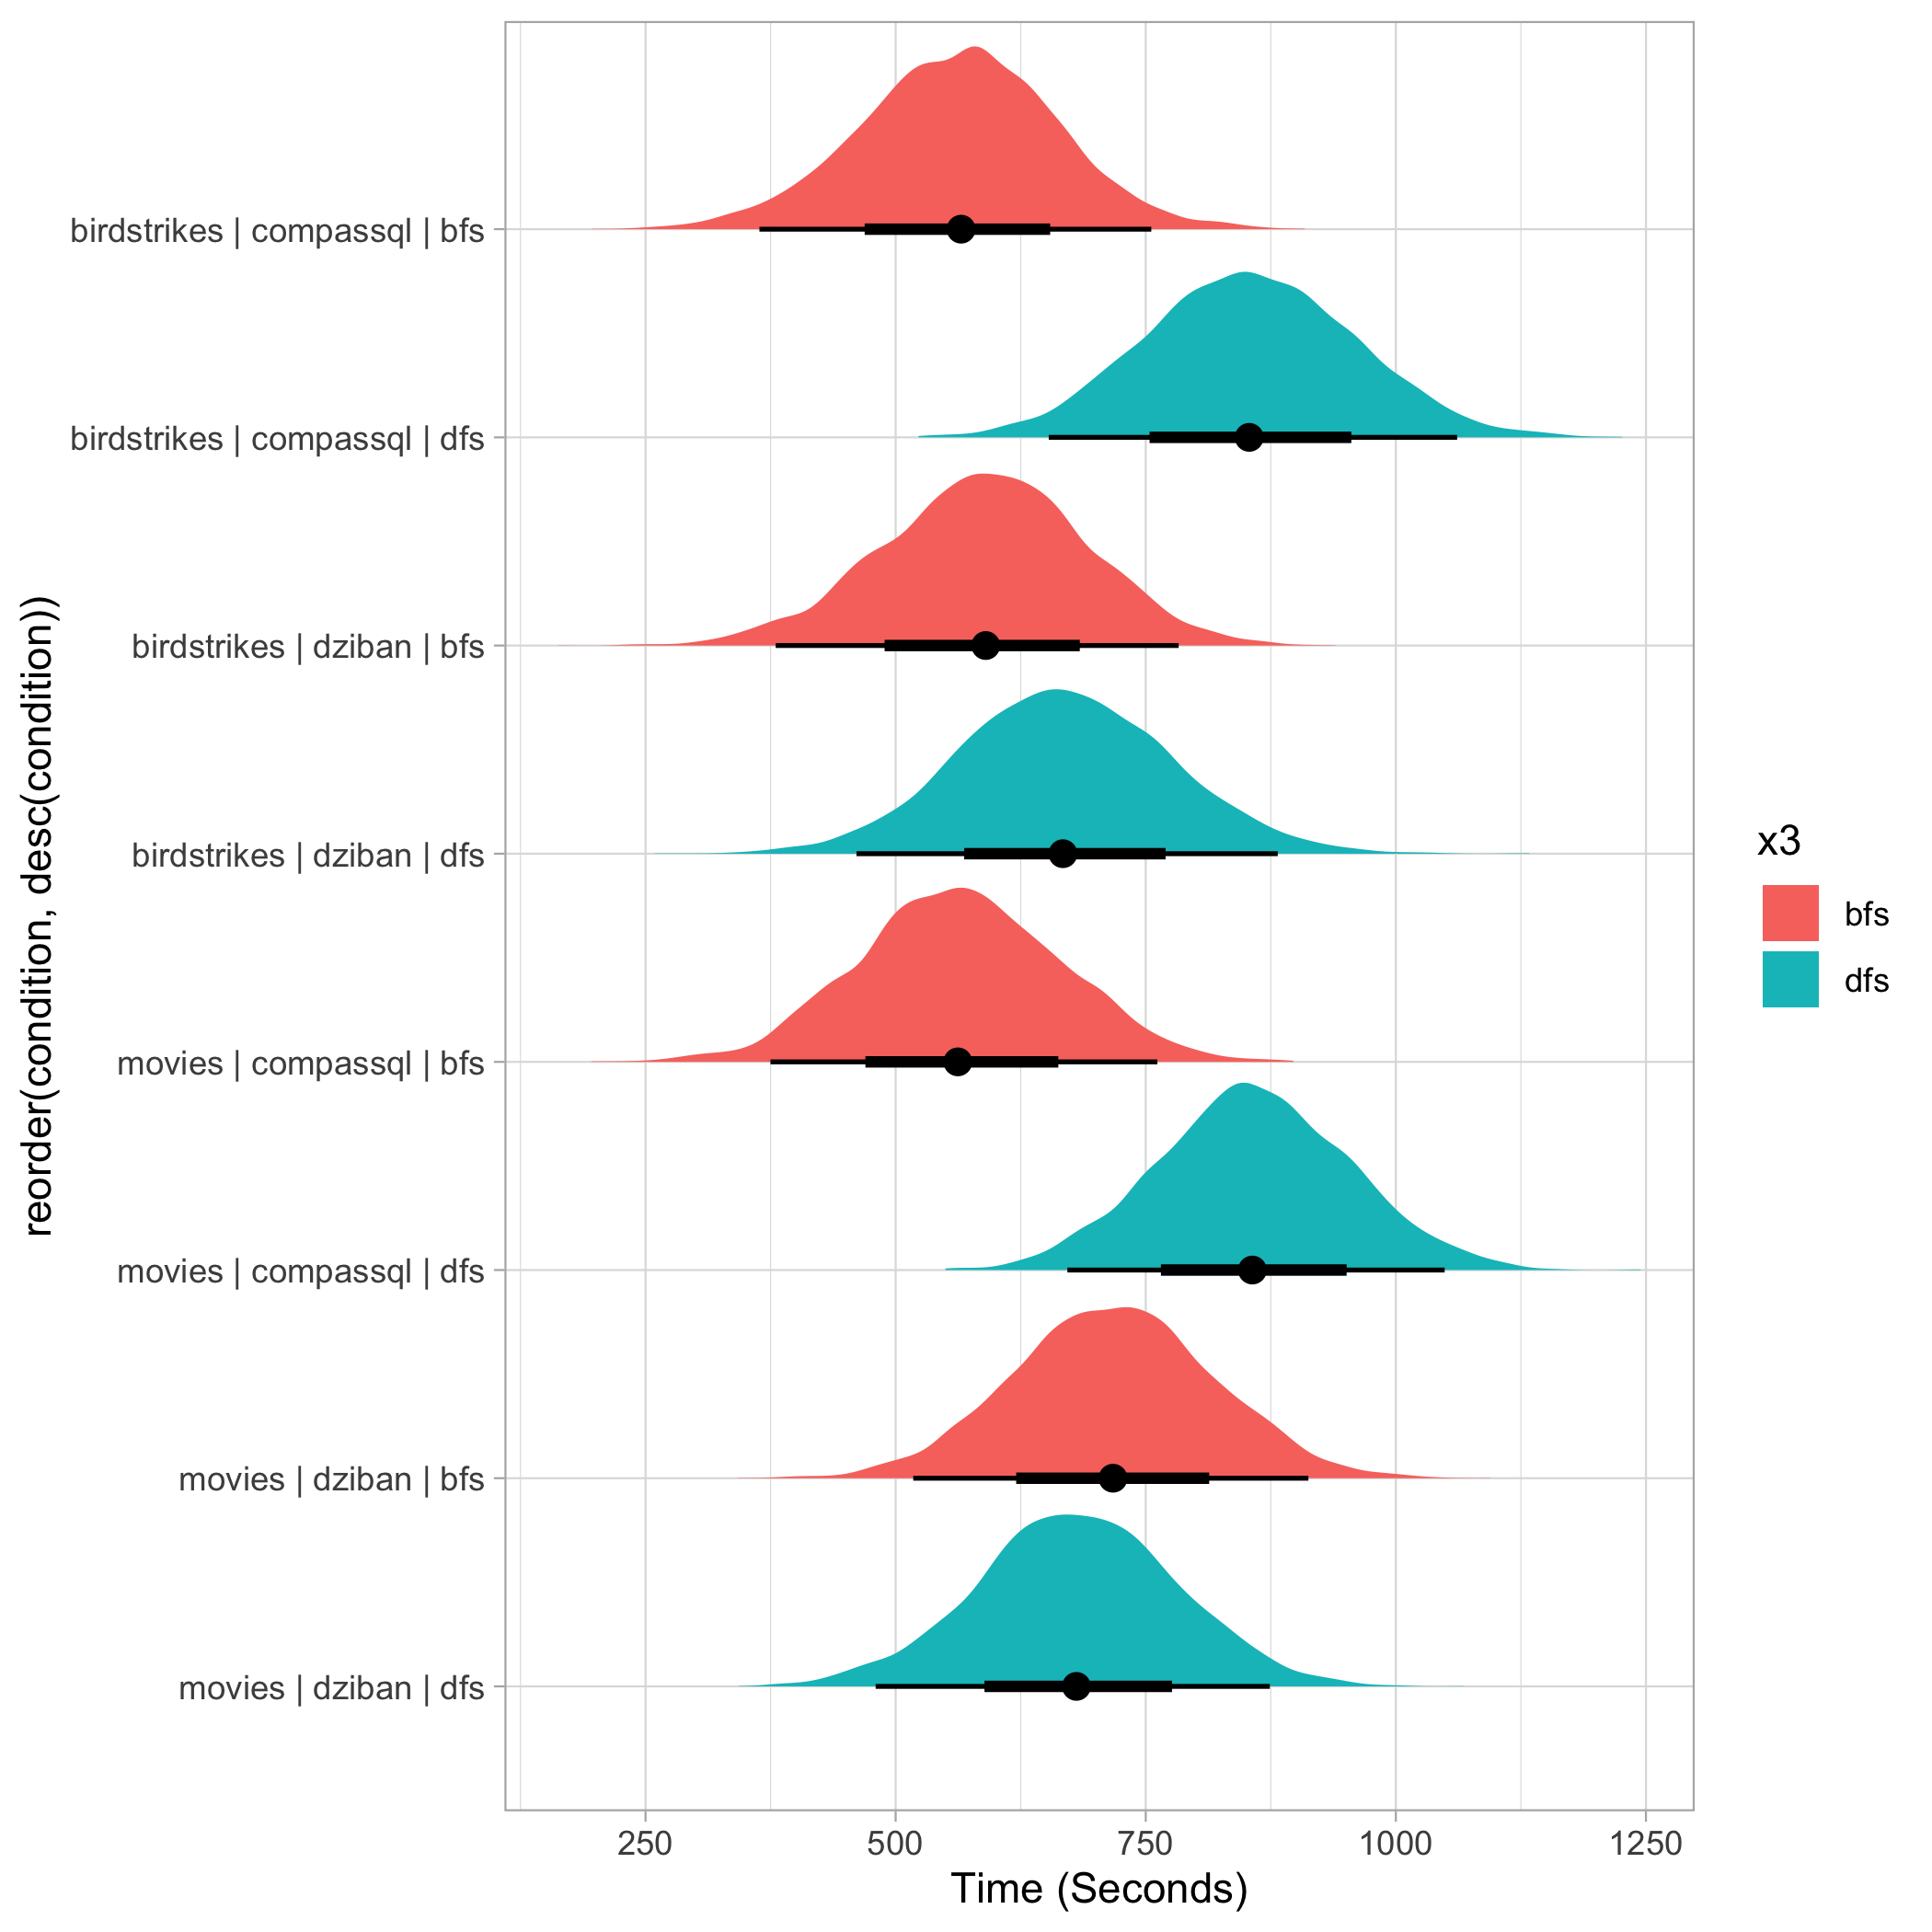 reorder(condition, desc(condition))
birdstrikes | compassql | bfs
birdstrikes | compassql | dfs
birdstrikes | dziban | bfs
birdstrikes | dziban | dfs
movies | compassql | bfs
movies | compassql | dfs
movies | dziban | bfs
movies | dziban | dfs
250 500 750 1000 1250
Time (Seconds)
x3
bfs
dfs